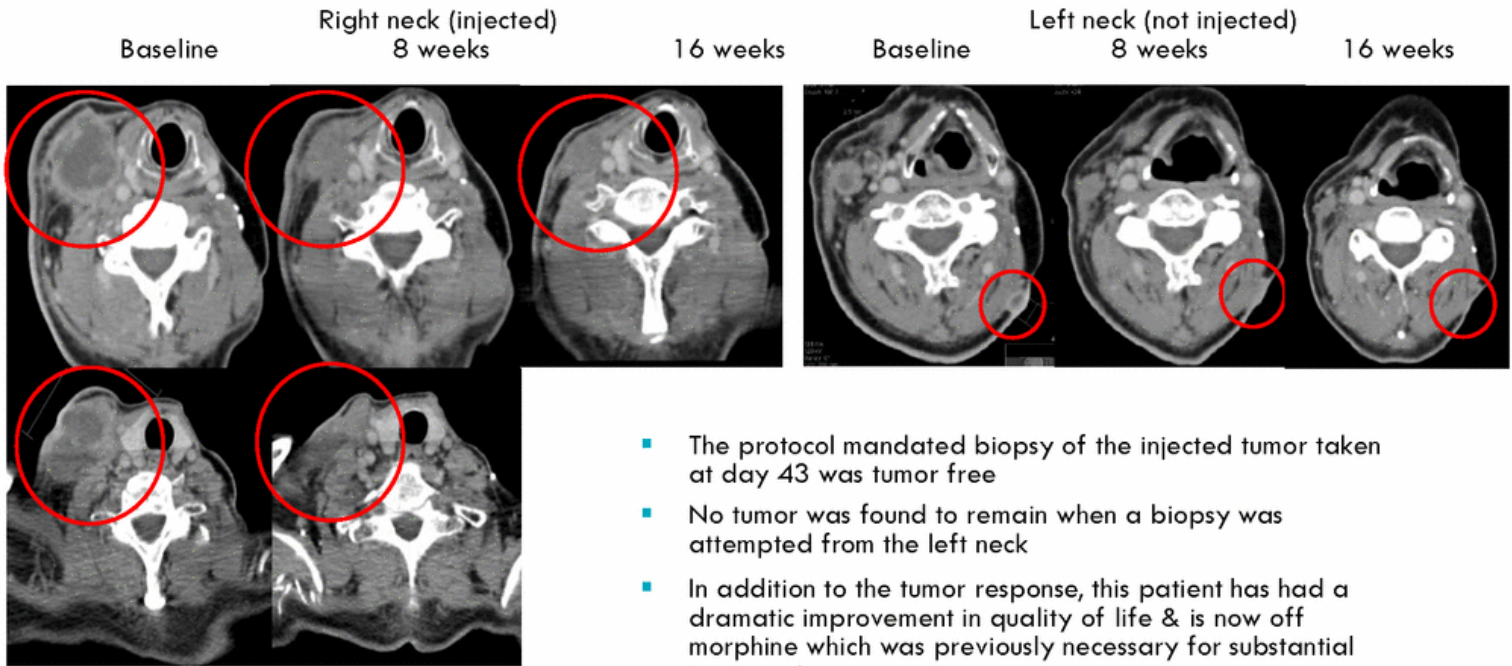 Right neck (injected)
Baseline 8 weeks 16 weeks
Left neck (not injected)
Baseline 8 weeks 16 weeks
The protocol mandated biopsy of the injected tumor taken
at day 43 was tumor free
No tumor was found to remain when a biopsy was
attempted from the left neck
In addition to the tumor response, this patient has had a
dramatic improvement in quality of life & is now off
morphine which was previously necessary for substantial